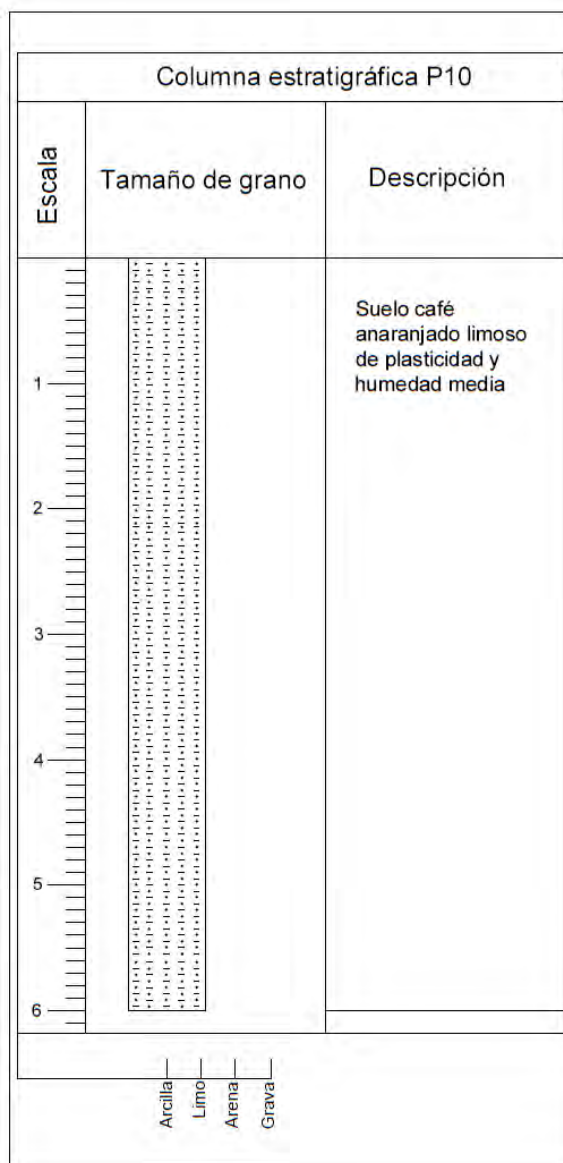 Columna estratigráfica P10
Escala
Tamaño de grano
Descripción
Suelo café
anaranjado limoso
de plasticidad y
humedad media
1
2
3
4
5
6
Arcilla
Limo
Arena
Grava